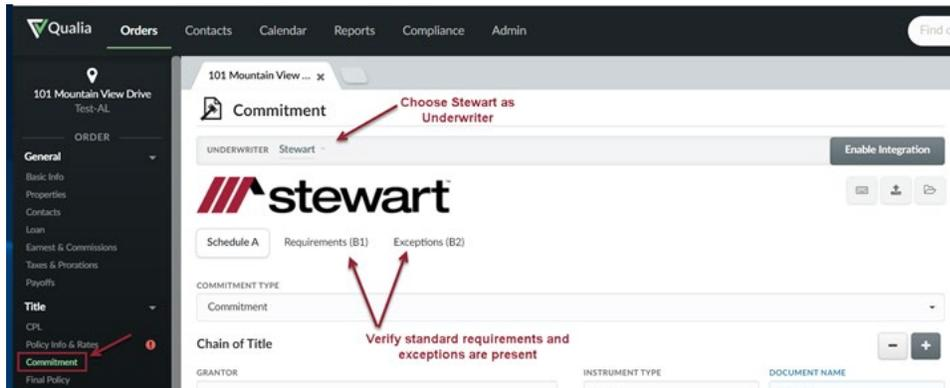 Qualia
Orders
Contacts
Calendar
Reports
Compliance
Admin
Find
101 Mountain View Drive
Test-AL
ORDER
General
Basic Info
Properties
Contacts
Loan
Earnest & Commissions
Taxes & Prorations
Payoffs
Title
CPL
Policy Info & Rates
Commitment
Final Policy
101 Mountain View ...
Commitment
Choose Stewart as
Underwriter
UNDERWRITER Stewart
Enable Integration
stewart
Schedule A
Requirements (B1)
Exceptions (B2)
COMMITMENT TYPE
Commitment
Chain of Title
Verify standard requirements and
exceptions are present
GRANTOR
INSTRUMENT TYPE
DOCUMENT NAME